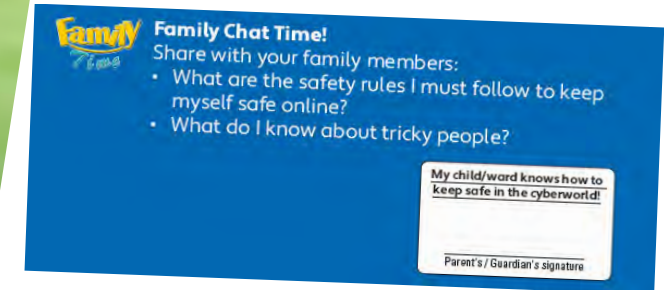 Family
Time
Family Chat Time!
Share with your family members:
• What are the safety rules I must follow to keep
myself safe online?
• What do I know about tricky people?
My child/ward knows how to
keep safe in the cyberworld!
Parent's / Guardian's signature